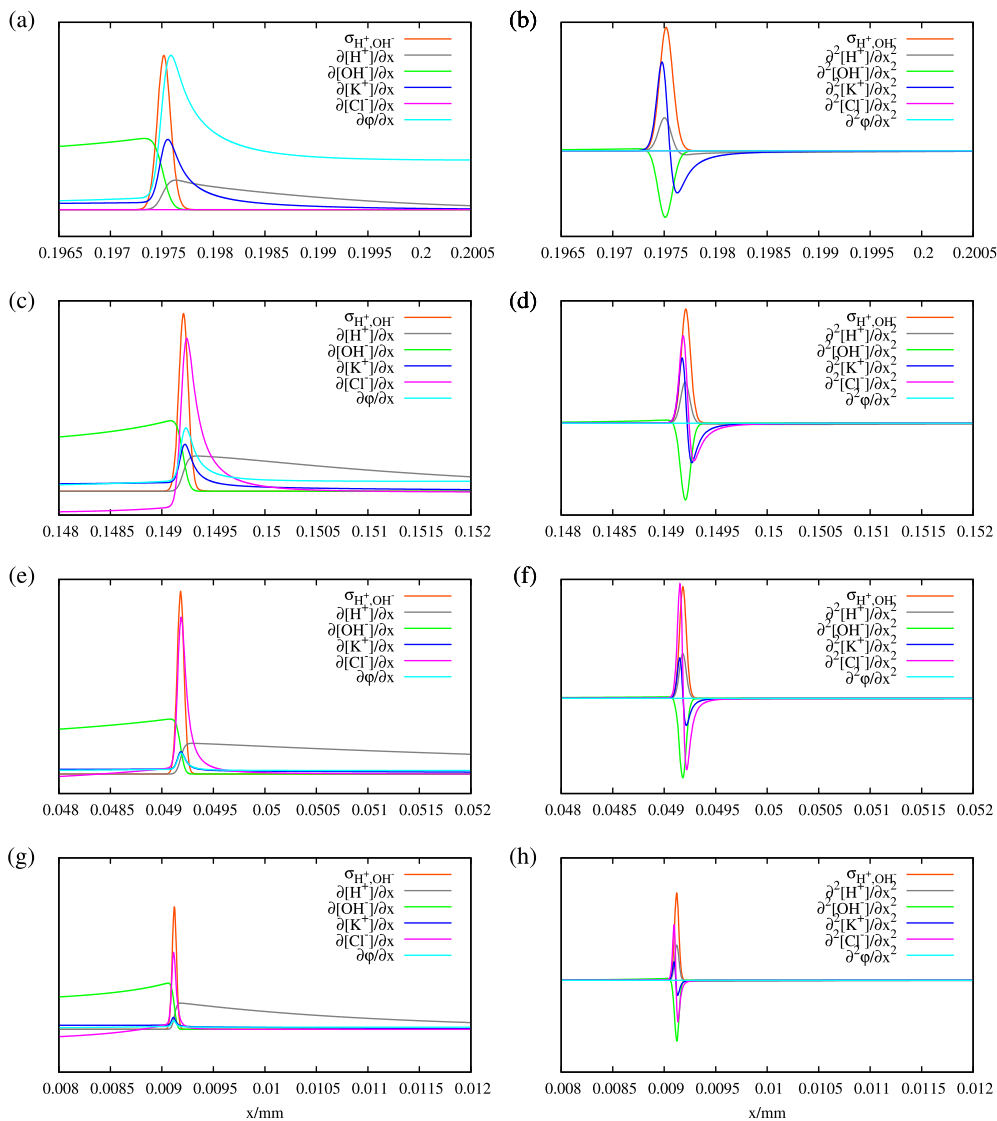 (a)
σH⁺,OH⁻
∂[H⁺]/∂x
∂[OH⁻]/∂x
∂[K⁺]/∂x
∂[Cl⁻]/∂x
∂φ/∂x
0.1965 0.197 0.1975 0.198 0.1985 0.199 0.1995 0.2 0.2005
(b)
σH⁺,OH⁻
∂²[H⁺]/∂x²
∂²[OH⁻]/∂x²
∂²[K⁺]/∂x²
∂²[Cl⁻]/∂x²
∂²φ/∂x²
0.1965 0.197 0.1975 0.198 0.1985 0.199 0.1995 0.2 0.2005
(c)
σH⁺,OH⁻
∂[H⁺]/∂x
∂[OH⁻]/∂x
∂[K⁺]/∂x
∂[Cl⁻]/∂x
∂φ/∂x
0.148 0.1485 0.149 0.1495 0.15 0.1505 0.151 0.1515 0.152
(d)
σH⁺,OH⁻
∂²[H⁺]/∂x²
∂²[OH⁻]/∂x²
∂²[K⁺]/∂x²
∂²[Cl⁻]/∂x²
∂²φ/∂x²
0.148 0.1485 0.149 0.1495 0.15 0.1505 0.151 0.1515 0.152
(e)
σH⁺,OH⁻
∂[H⁺]/∂x
∂[OH⁻]/∂x
∂[K⁺]/∂x
∂[Cl⁻]/∂x
∂φ/∂x
0.048 0.0485 0.049 0.0495 0.05 0.0505 0.051 0.0515 0.052
(f)
σH⁺,OH⁻
∂²[H⁺]/∂x²
∂²[OH⁻]/∂x²
∂²[K⁺]/∂x²
∂²[Cl⁻]/∂x²
∂²φ/∂x²
0.048 0.0485 0.049 0.0495 0.05 0.0505 0.051 0.0515 0.052
(g)
σH⁺,OH⁻
∂[H⁺]/∂x
∂[OH⁻]/∂x
∂[K⁺]/∂x
∂[Cl⁻]/∂x
∂φ/∂x
0.008 0.0085 0.009 0.0095 0.01 0.0105 0.011 0.0115 0.012
x/mm
(h)
σH⁺,OH⁻
∂²[H⁺]/∂x²
∂²[OH⁻]/∂x²
∂²[K⁺]/∂x²
∂²[Cl⁻]/∂x²
∂²φ/∂x²
0.008 0.0085 0.009 0.0095 0.01 0.0105 0.011 0.0115 0.012
x/mm